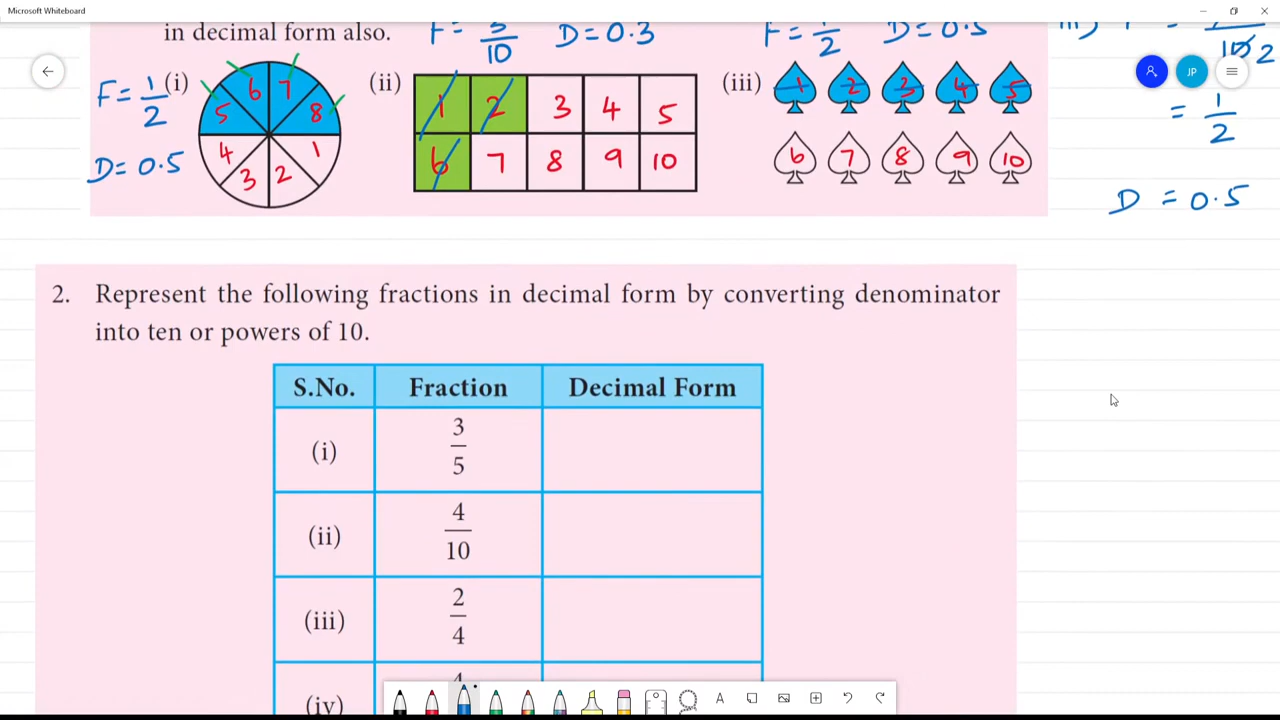 Microsoft Whiteboard
in decimal form also.
F = 3/10 D = 0.3
F = 1/2 D = 0.5
JP
(i)
F = 1/2
D = 0.5
5 6 7 8
4 3 2 1
(ii)
1 2 3 4 5
6 7 8 9 10
(iii)
1 2 3 4 5
6 7 8 9 10
10 2
= 1/2
D = 0.5
2. Represent the following fractions in decimal form by converting denominator
into ten or powers of 10.
S.No. Fraction Decimal Form
(i) 3/5
(ii) 4/10
(iii) 2/4
(iv)
A